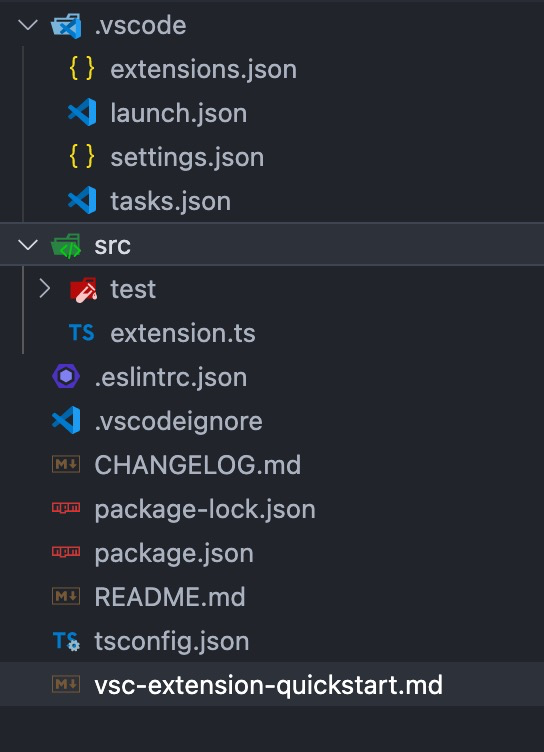 .vscode
{ } extensions.json
launch.json
{ } settings.json
tasks.json
src
test
TS extension.ts
.eslintrc.json
.vscodeignore
M↓ CHANGELOG.md
package-lock.json
package.json
M↓ README.md
TS tsconfig.json
M↓ vsc-extension-quickstart.md